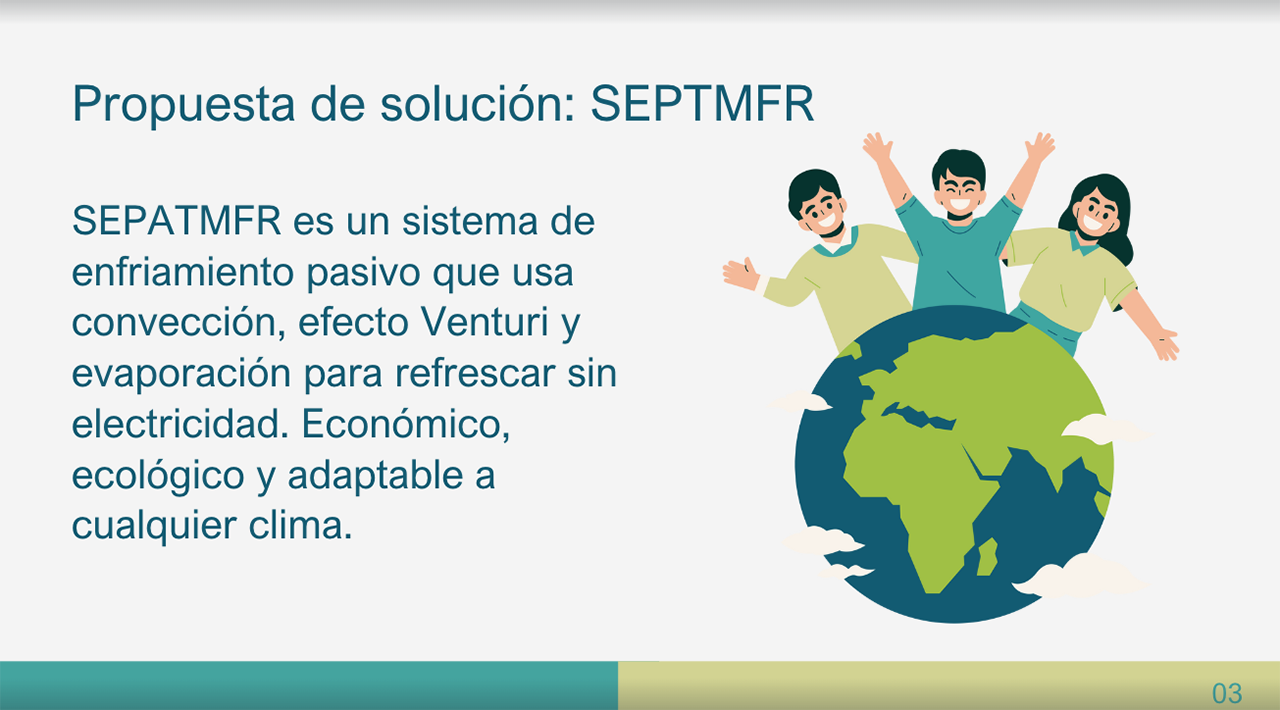 Propuesta de solución: SEPTMFR
SEPATMFR es un sistema de
enfriamiento pasivo que usa
convección, efecto Venturi y
evaporación para refrescar sin
electricidad. Económico,
ecológico y adaptable a
cualquier clima.
03